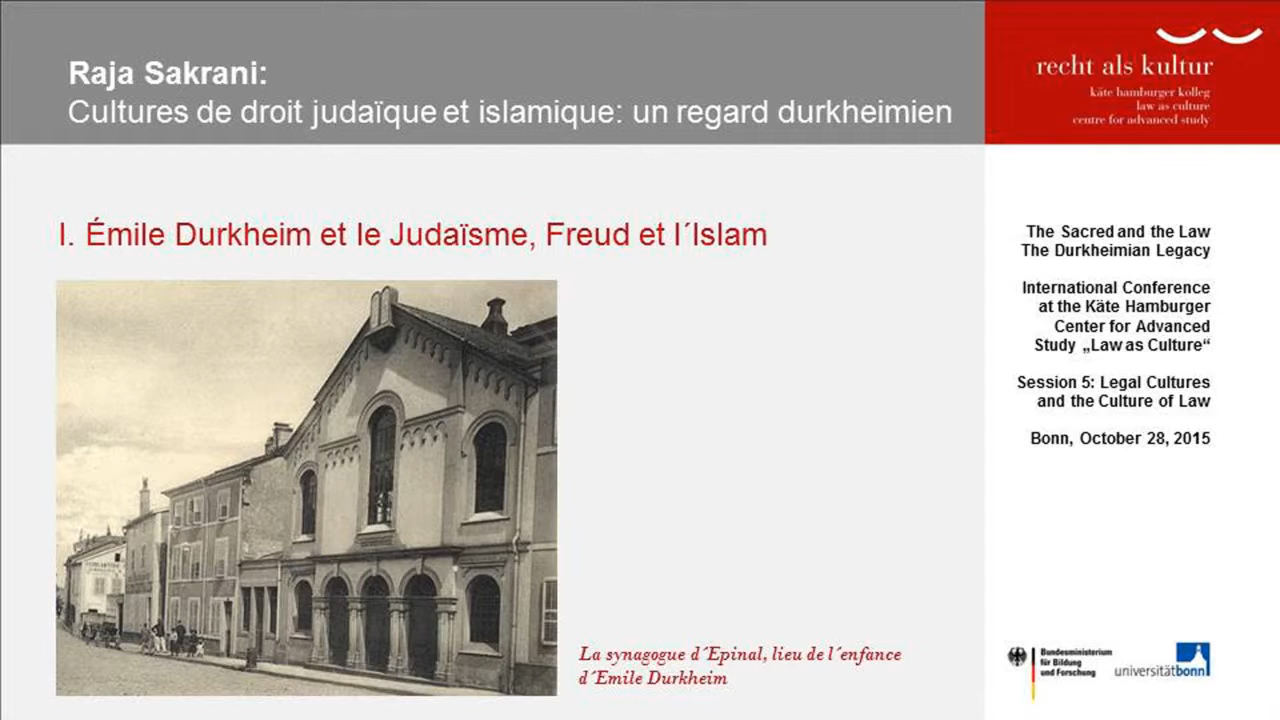 Raja Sakrani:
Cultures de droit judaïque et islamique: un regard durkheimien
recht als kultur
käte hamburger kolleg
law as culture
centre for advanced study
I. Émile Durkheim et le Judaïsme, Freud et l´Islam
The Sacred and the Law
The Durkheimian Legacy
International Conference
at the Käte Hamburger
Center for Advanced
Study „Law as Culture“
Session 5: Legal Cultures
and the Culture of Law
Bonn, October 28, 2015
La synagogue d´Epinal, lieu de l´enfance
d´Emile Durkheim
Bundesministerium
für Bildung
und Forschung
universitätbonn